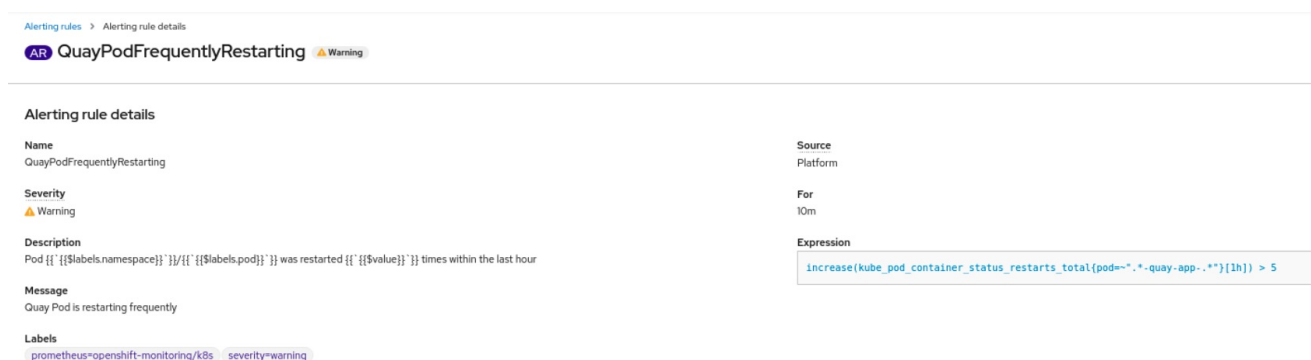 Alerting rules > Alerting rule details
AR QuayPodFrequentlyRestarting Warning
Alerting rule details
Name
QuayPodFrequentlyRestarting
Severity
Warning
Description
Pod {{`{{$labels.namespace}}`}}/{{`{{$labels.pod}}`}} was restarted {{`{{$value}}`}} times within the last hour
Message
Quay Pod is restarting frequently
Labels
prometheus=openshift-monitoring/k8s severity=warning
Source
Platform
For
10m
Expression
increase(kube_pod_container_status_restarts_total{pod=~".*-quay-app-.*"}[1h]) > 5